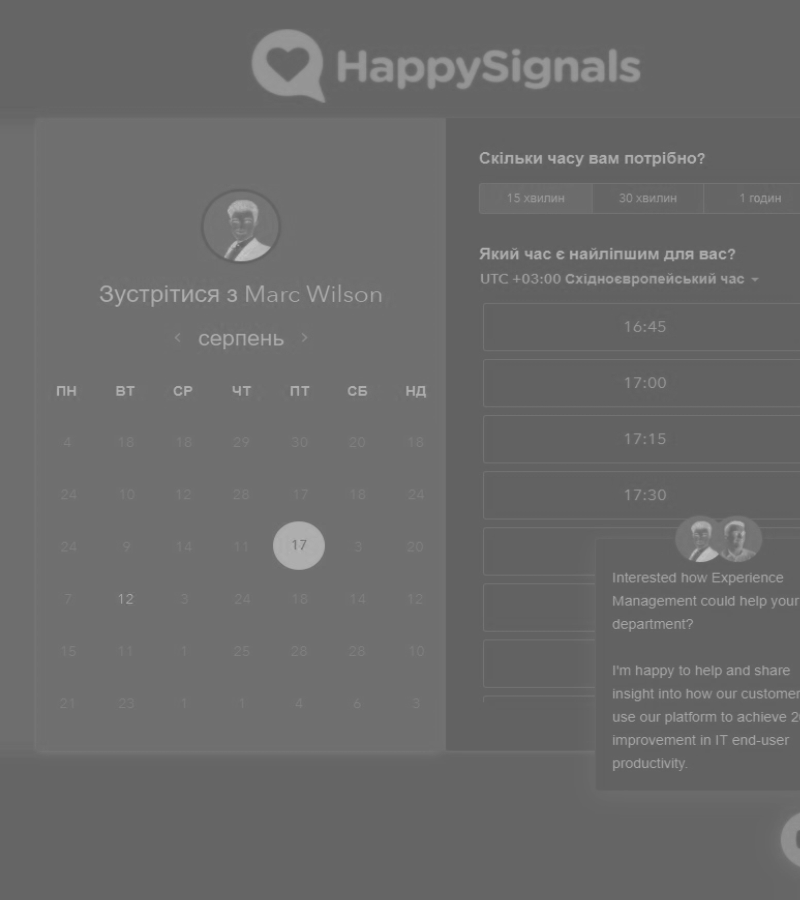 HappySignals
Зустрітися з Marc Wilson
серпень
ПН ВТ СР ЧТ ПТ СБ НД
4 18 18 29 30 20 18
24 10 12 28 17 18 24
24 9 14 11 17 3 20
7 12 3 24 18 14 12
15 11 1 25 28 28 10
21 23 1 1 4 6 3
Скільки часу вам потрібно?
15 хвилин 30 хвилин 1 годин
Який час є найліпшим для вас?
UTC +03:00 Східноєвропейський час
16:45
17:00
17:15
17:30
Interested how Experience
Management could help your
department?
I'm happy to help and share
insight into how our customer
use our platform to achieve 2
improvement in IT end-user
productivity.